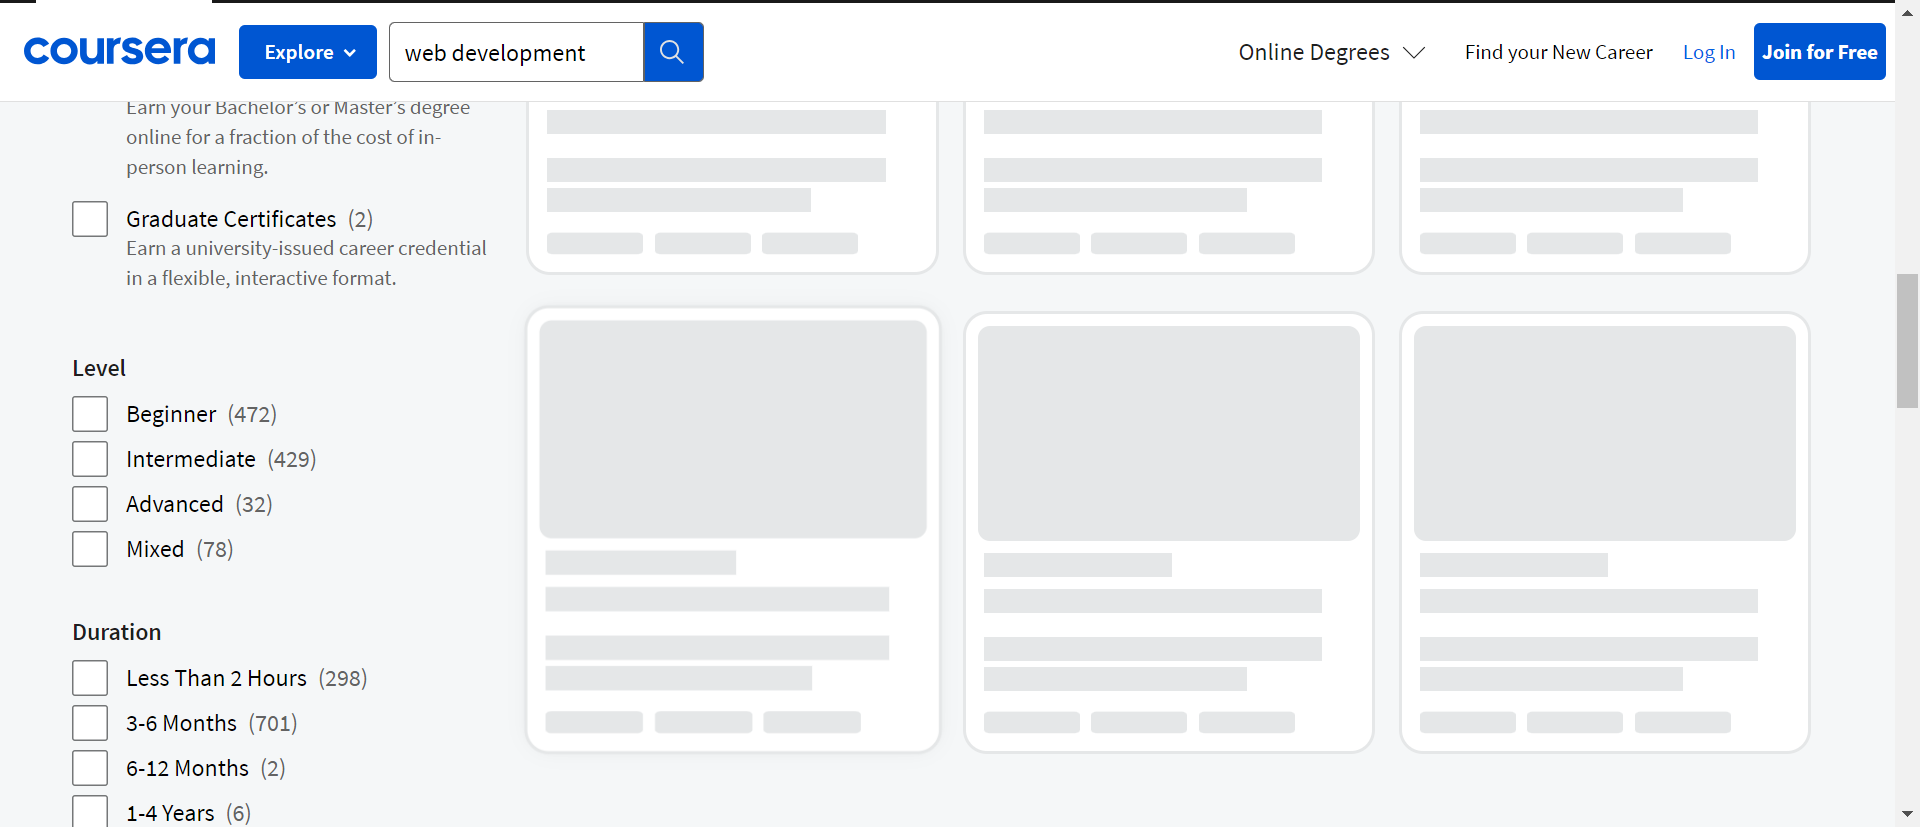 coursera
Explore
web development
Online Degrees
Find your New Career
Log In
Join for Free
Earn your Bachelor’s or Master’s degree
online for a fraction of the cost of in-
person learning.
Graduate Certificates (2)
Earn a university-issued career credential
in a flexible, interactive format.
Level
Beginner (472)
Intermediate (429)
Advanced (32)
Mixed (78)
Duration
Less Than 2 Hours (298)
3-6 Months (701)
6-12 Months (2)
1-4 Years (6)